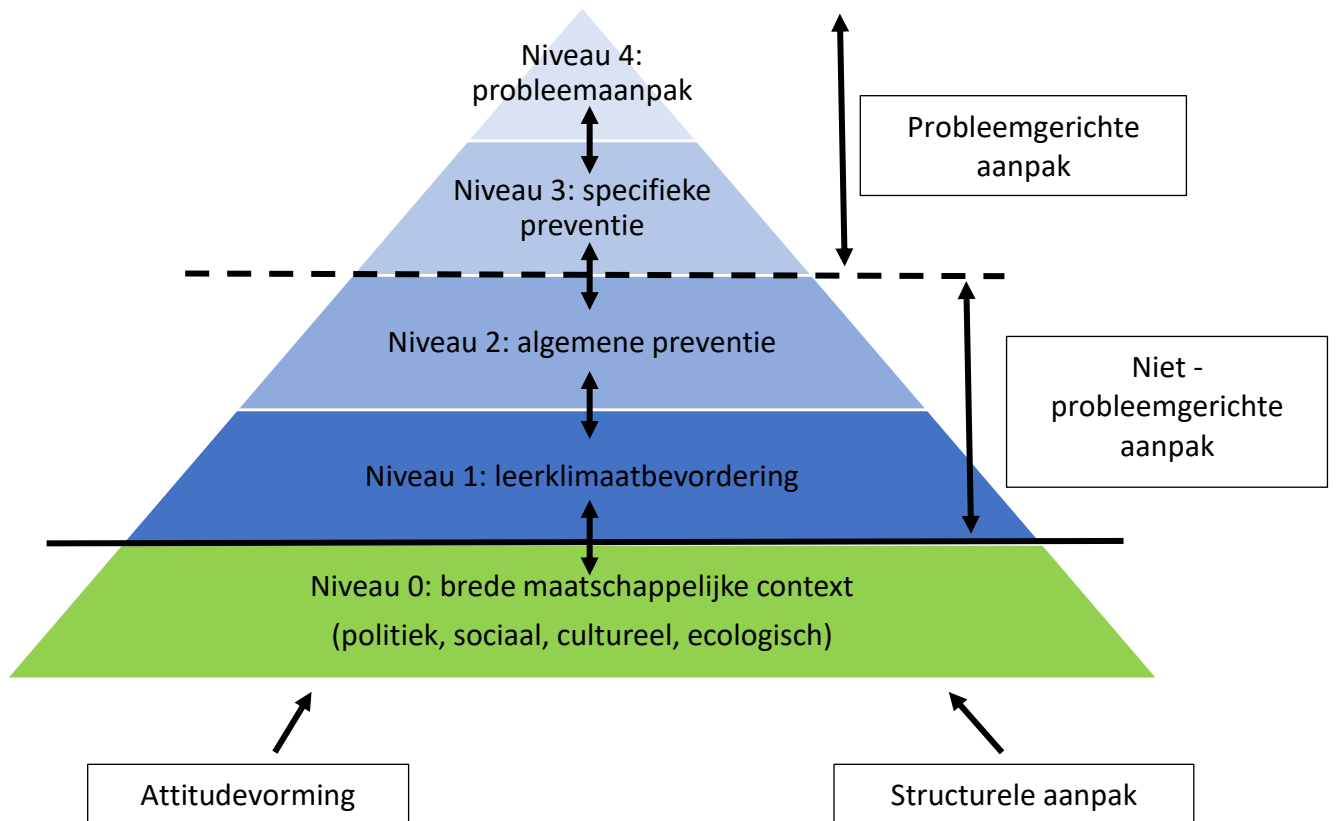 Niveau 4:
probleemaanpak
Probleemgerichte
aanpak
Niveau 3: specifieke
preventie
Niveau 2: algemene preventie
Niet -
probleemgerichte
aanpak
Niveau 1: leerklimaatbevordering
Niveau 0: brede maatschappelijke context
(politiek, sociaal, cultureel, ecologisch)
Attitudevorming
Structurele aanpak